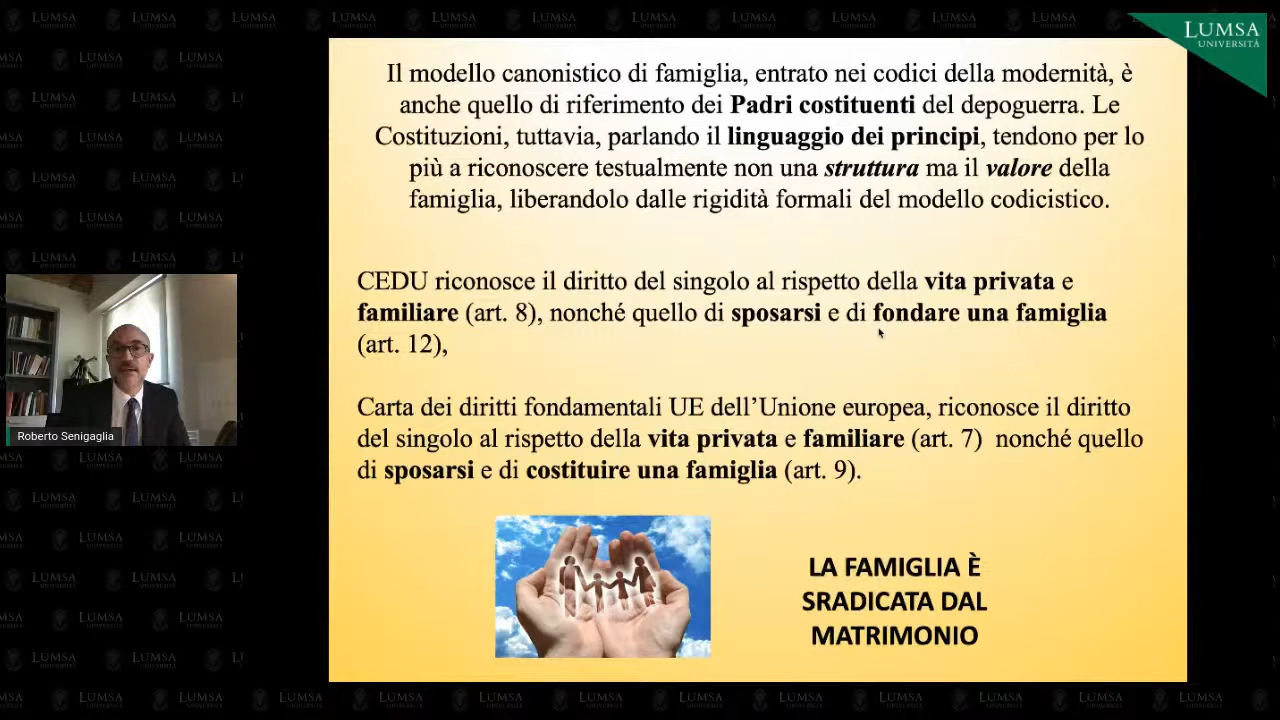 LUMSA
UNIVERSITÀ
Il modello canonistico di famiglia, entrato nei codici della modernità, è
anche quello di riferimento dei Padri costituenti del depoguerra. Le
Costituzioni, tuttavia, parlando il linguaggio dei principi, tendono per lo
più a riconoscere testualmente non una struttura ma il valore della
famiglia, liberandolo dalle rigidità formali del modello codicistico.
CEDU riconosce il diritto del singolo al rispetto della vita privata e
familiare (art. 8), nonché quello di sposarsi e di fondare una famiglia
(art. 12),
Carta dei diritti fondamentali UE dell’Unione europea, riconosce il diritto
del singolo al rispetto della vita privata e familiare (art. 7) nonché quello
di sposarsi e di costituire una famiglia (art. 9).
LA FAMIGLIA È
SRADICATA DAL
MATRIMONIO
Roberto Senigaglia